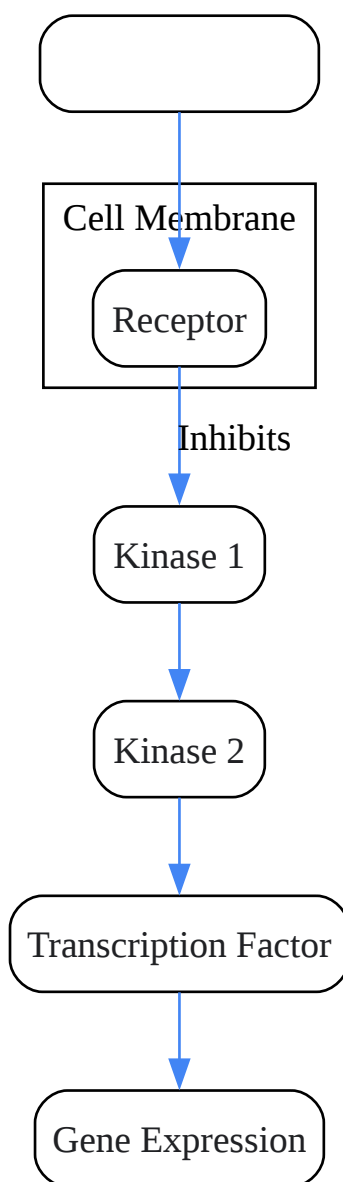 Cell Membrane
Receptor
Inhibits
Kinase 1
Kinase 2
Transcription Factor
Gene Expression